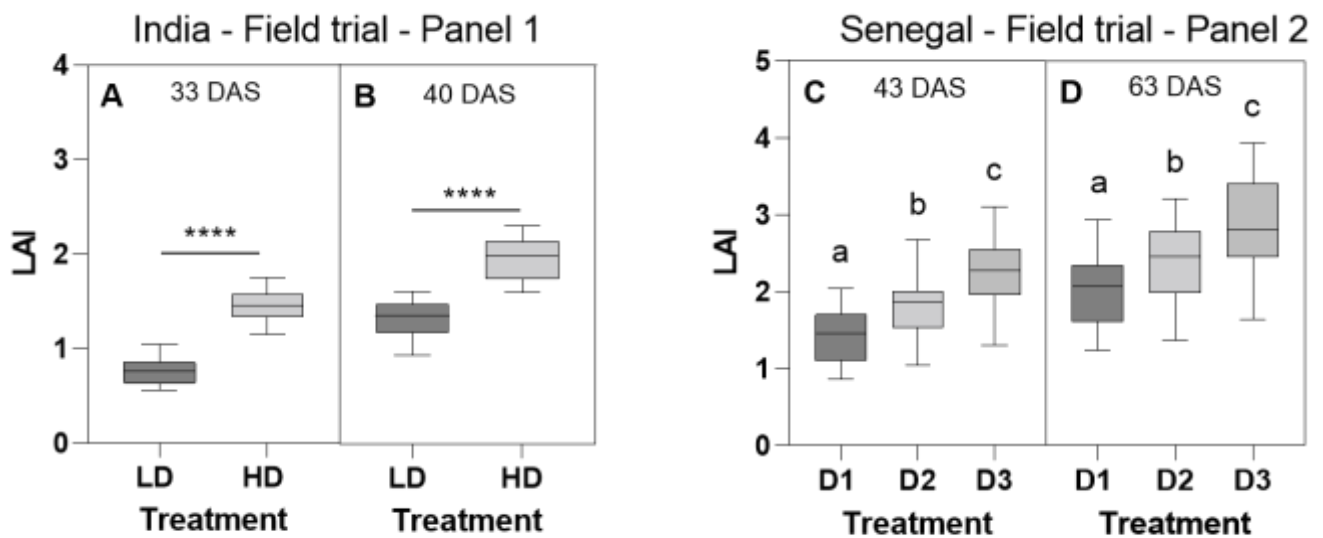 India - Field trial - Panel 1
4
3
2
1
0
LAI
A 33 DAS
****
B 40 DAS
****
LD HD LD HD
Treatment Treatment
Senegal - Field trial - Panel 2
5
4
3
2
1
0
LAI
C 43 DAS
a b c
D 63 DAS
a b c
D1 D2 D3 D1 D2 D3
Treatment Treatment